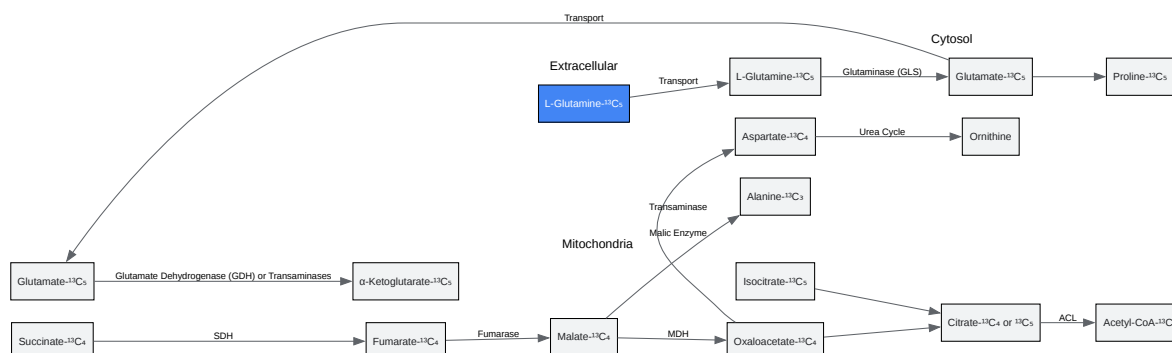 Transport
Cytosol
Extracellular
L-Glutamine-¹³C₅
Transport
L-Glutamine-¹³C₅
Glutaminase (GLS)
Glutamate-¹³C₅
Proline-¹³C₅
Aspartate-¹³C₄
Urea Cycle
Ornithine
Transaminase
Alanine-¹³C₃
Malic Enzyme
Mitochondria
Glutamate-¹³C₅
Glutamate Dehydrogenase (GDH) or Transaminases
α-Ketoglutarate-¹³C₅
Isocitrate-¹³C₅
Citrate-¹³C₄ or ¹³C₅
ACL
Succinate-¹³C₄
SDH
Fumarate-¹³C₄
Fumarase
Malate-¹³C₄
MDH
Oxaloacetate-¹³C₄